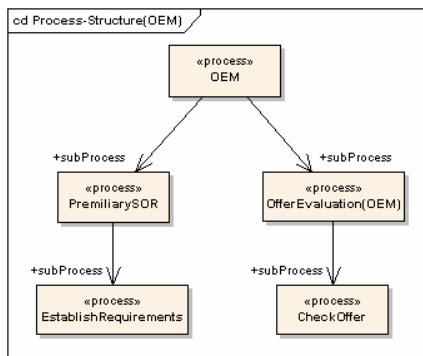 cd Process-Structure(OEM)
«process»
OEM
+subProcess
+subProcess
«process»
PremiliarySOR
«process»
OfferEvaluation(OEM)
+subProcess
+subProcess
«process»
EstablishRequirements
«process»
CheckOffer